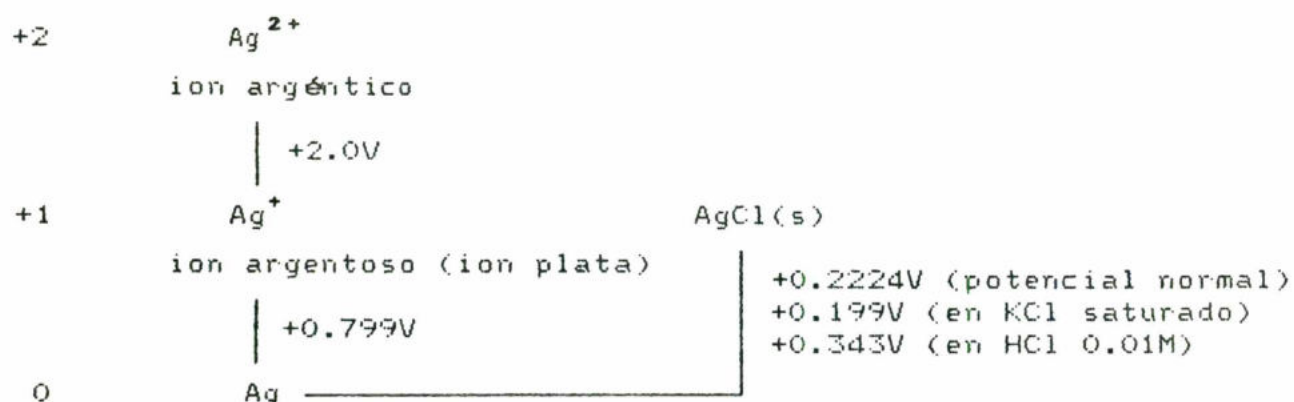 +2 Ag2+
ion argéntico
+2.0V
+1 Ag+ AgCl(s)
ion argentoso (ion plata)
+0.2224V (potencial normal)
+0.199V (en KCl saturado)
+0.799V
+0.343V (en HCl 0.01M)
0 Ag